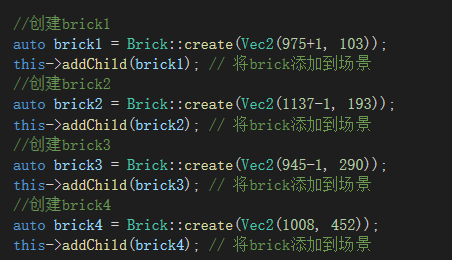 //创建brick1
auto brick1 = Brick::create(Vec2(975+1, 103));
this->addChild(brick1); // 将brick添加到场景
//创建brick2
auto brick2 = Brick::create(Vec2(1137-1, 193));
this->addChild(brick2); // 将brick添加到场景
//创建brick3
auto brick3 = Brick::create(Vec2(945-1, 290));
this->addChild(brick3); // 将brick添加到场景
//创建brick4
auto brick4 = Brick::create(Vec2(1008, 452));
this->addChild(brick4); // 将brick添加到场景